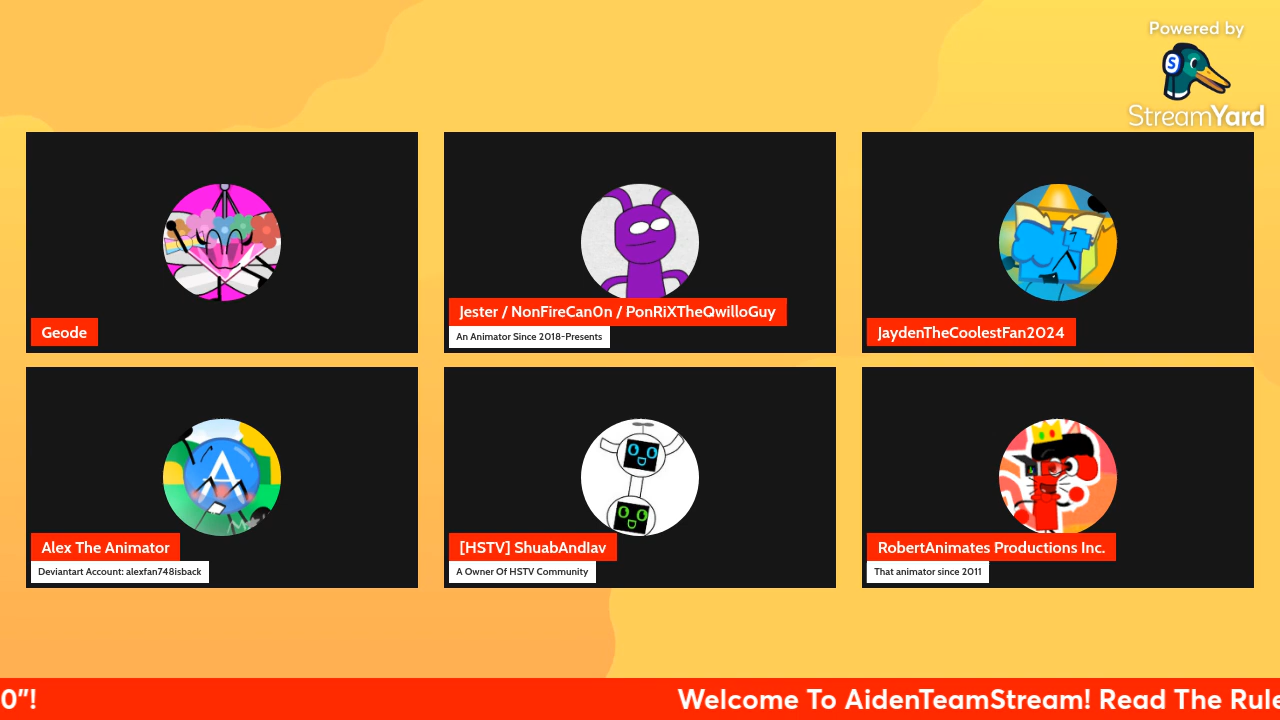 Powered by
S
StreamYard
Geode
Jester / NonFireCan0n / PonRiXTheQwilloGuy
An Animator Since 2018-Presents
JaydenTheCoolestFan2024
A
Alex The Animator
Deviantart Account: alexfan748isback
[HSTV] ShuabAndIav
A Owner Of HSTV Community
RobertAnimates Productions Inc.
That animator since 2011
0"! Welcome To AidenTeamStream! Read The Rule